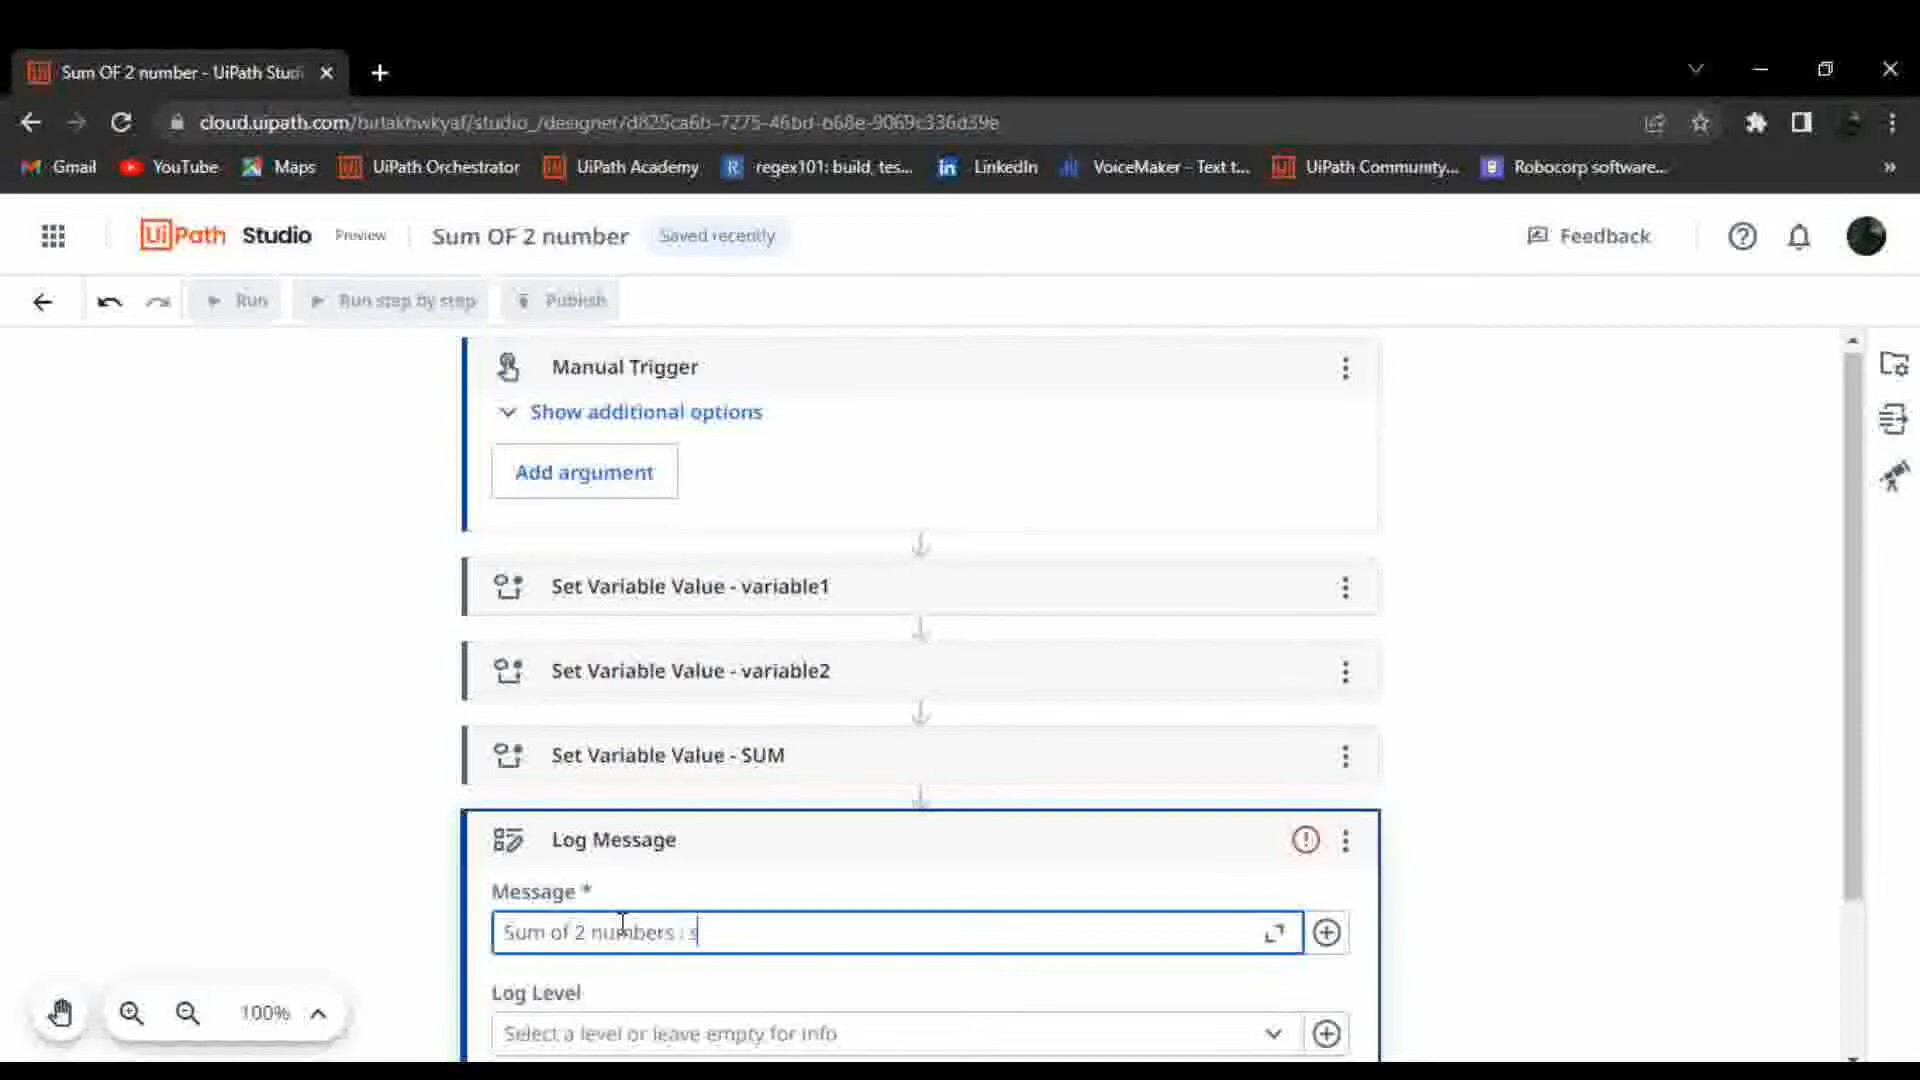 Sum OF 2 number - UiPath Studi
cloud.uipath.com/birlakhwkyaf/studio_/designer/d825ca6b-7275-46bd-b68e-9069c336d39e
Gmail YouTube Maps UiPath Orchestrator UiPath Academy regex101: build, tes... LinkedIn VoiceMaker - Text t... UiPath Community... Robocorp software... »
UiPath Studio Preview Sum OF 2 number Saved recently Feedback
Run Run step by step Publish
Manual Trigger
Show additional options
Add argument
Set Variable Value - variable1
Set Variable Value - variable2
Set Variable Value - SUM
Log Message
Message *
Sum of 2 numbers : s
Log Level
Select a level or leave empty for info
100%